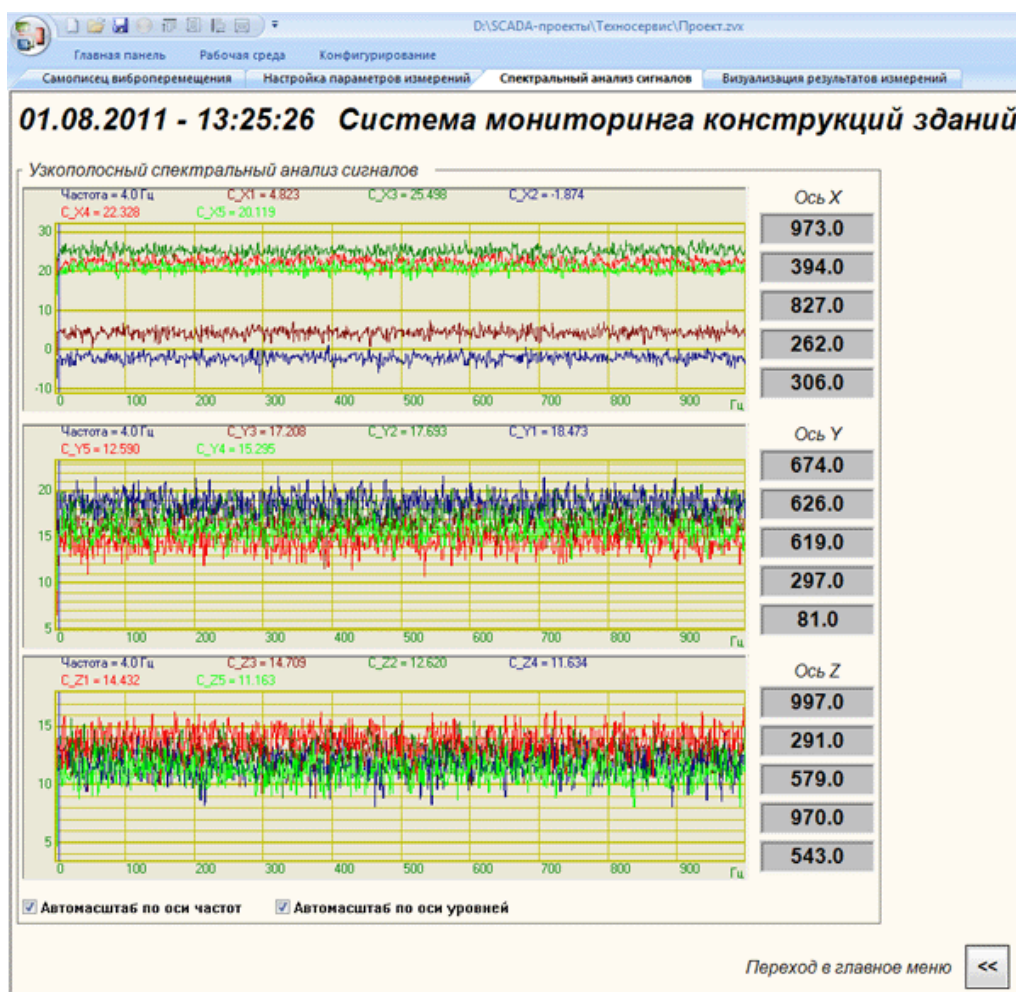 D:\SCADA-проекты\Техносервис\Проект.zvx
Главная панель Рабочая среда Конфигурирование
Самописец виброперемещения Настройка параметров измерений Спектральный анализ сигналов Визуализация результатов измерений
01.08.2011 - 13:25:26 Система мониторинга конструкций зданий
Узкополосный спектральный анализ сигналов
Частота = 4.0 Гц C_X1 = 4.823 C_X3 = 25.498 C_X2 = -1.874
C_X4 = 22.328 C_X5 = 20.119
30
20
10
0
-10
0 100 200 300 400 500 600 700 800 900 Гц
Ось X
973.0
394.0
827.0
262.0
306.0
Частота = 4.0 Гц C_Y3 = 17.208 C_Y2 = 17.693 C_Y1 = 18.473
C_Y5 = 12.590 C_Y4 = 15.295
20
15
10
5
0 100 200 300 400 500 600 700 800 900 Гц
Ось Y
674.0
626.0
619.0
297.0
81.0
Частота = 4.0 Гц C_Z3 = 14.709 C_Z2 = 12.620 C_Z4 = 11.634
C_Z1 = 14.432 C_Z5 = 11.163
15
10
5
0 100 200 300 400 500 600 700 800 900 Гц
Ось Z
997.0
291.0
579.0
970.0
543.0
Автомасштаб по оси частот Автомасштаб по оси уровней
Переход в главное меню <<